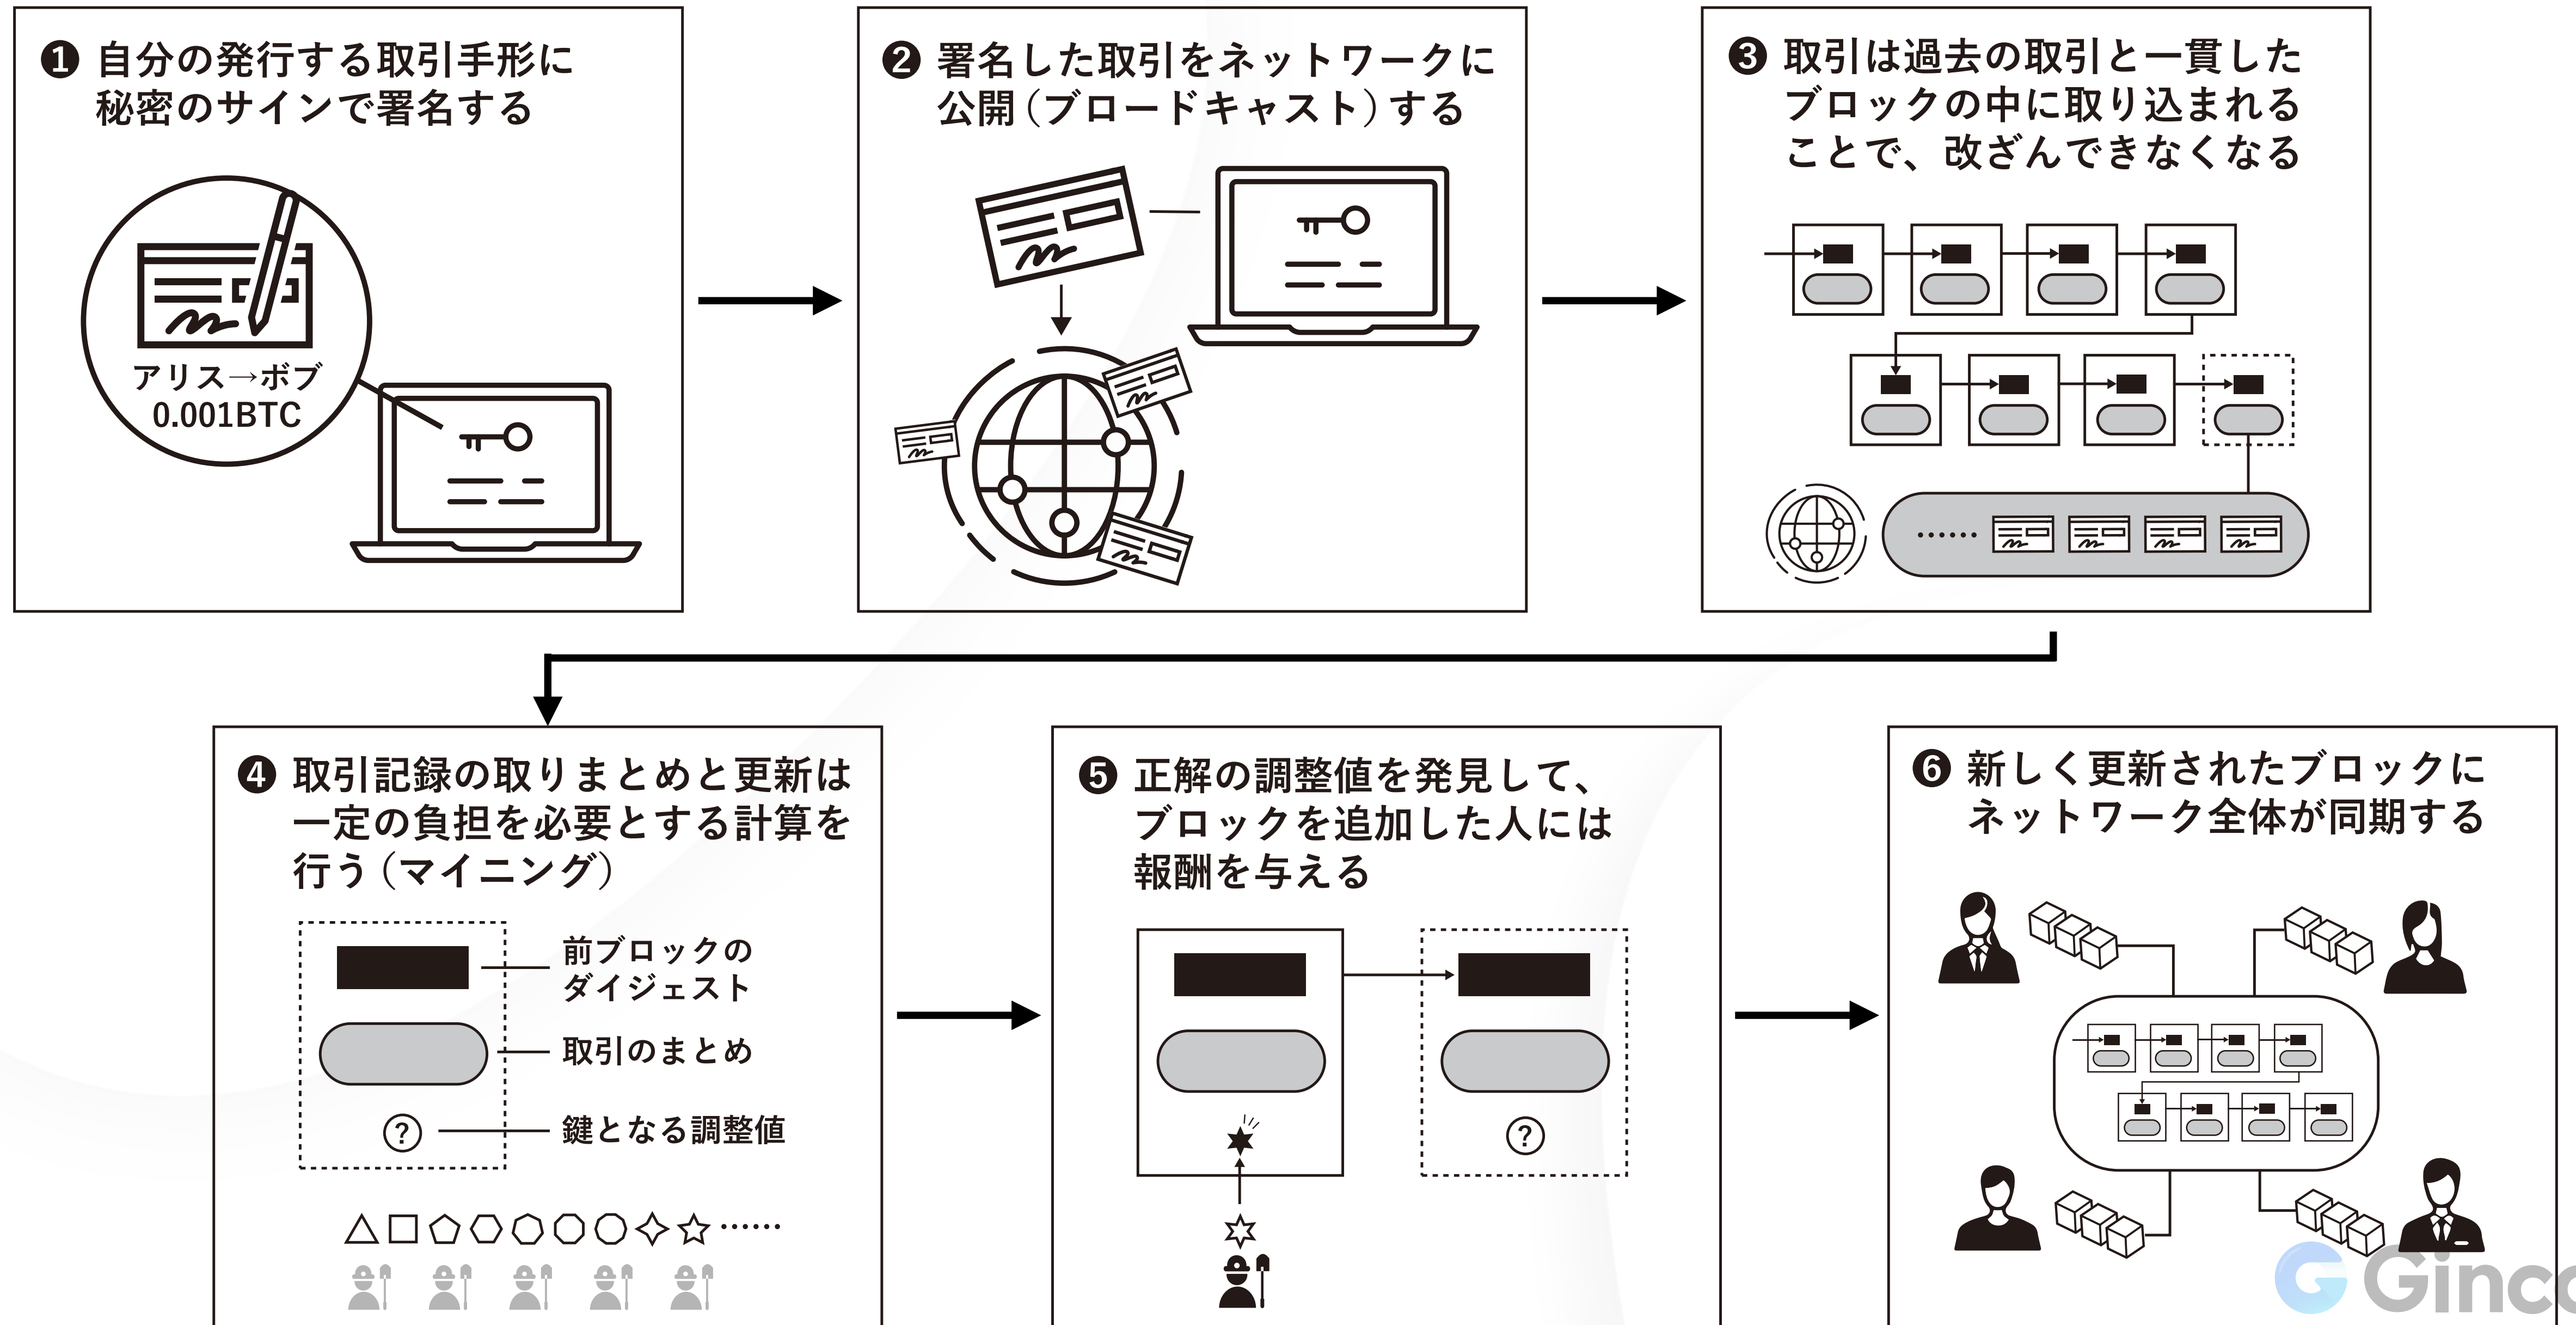 ❶ 自分の発行する取引手形に
秘密のサインで署名する
アリス→ボブ
0.001BTC
❷ 署名した取引をネットワークに
公開(ブロードキャスト)する
❸ 取引は過去の取引と一貫した
ブロックの中に取り込まれる
ことで、改ざんできなくなる
❹ 取引記録の取りまとめと更新は
一定の負担を必要とする計算を
行う(マイニング)
前ブロックの
ダイジェスト
取引のまとめ
? 鍵となる調整値
❺ 正解の調整値を発見して、
ブロックを追加した人には
報酬を与える
?
❻ 新しく更新されたブロックに
ネットワーク全体が同期する
Ginco